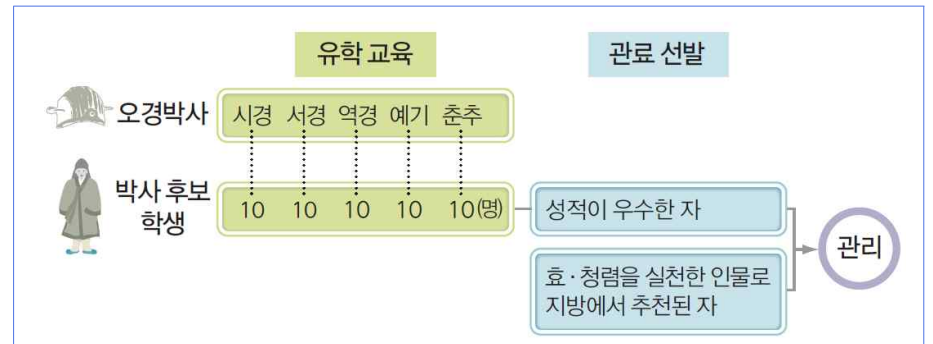 유학 교육
관료 선발
오경박사
시경 서경 역경 예기 춘추
박사 후보
학생
10 10 10 10 10(명)
성적이 우수한 자
효·청렴을 실천한 인물로
지방에서 추천된 자
관리